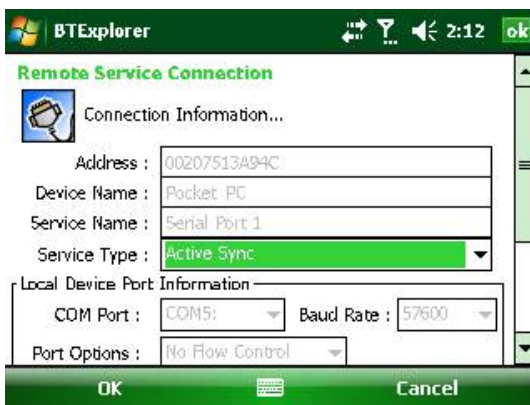 BTExplorer 2:12 ok
Remote Service Connection
Connection Information...
Address : 00207513A94C
Device Name : Pocket PC
Service Name : Serial Port 1
Service Type : Active Sync
Local Device Port Information
COM Port : COM5: Baud Rate : 57600
Port Options : No Flow Control
OK Cancel